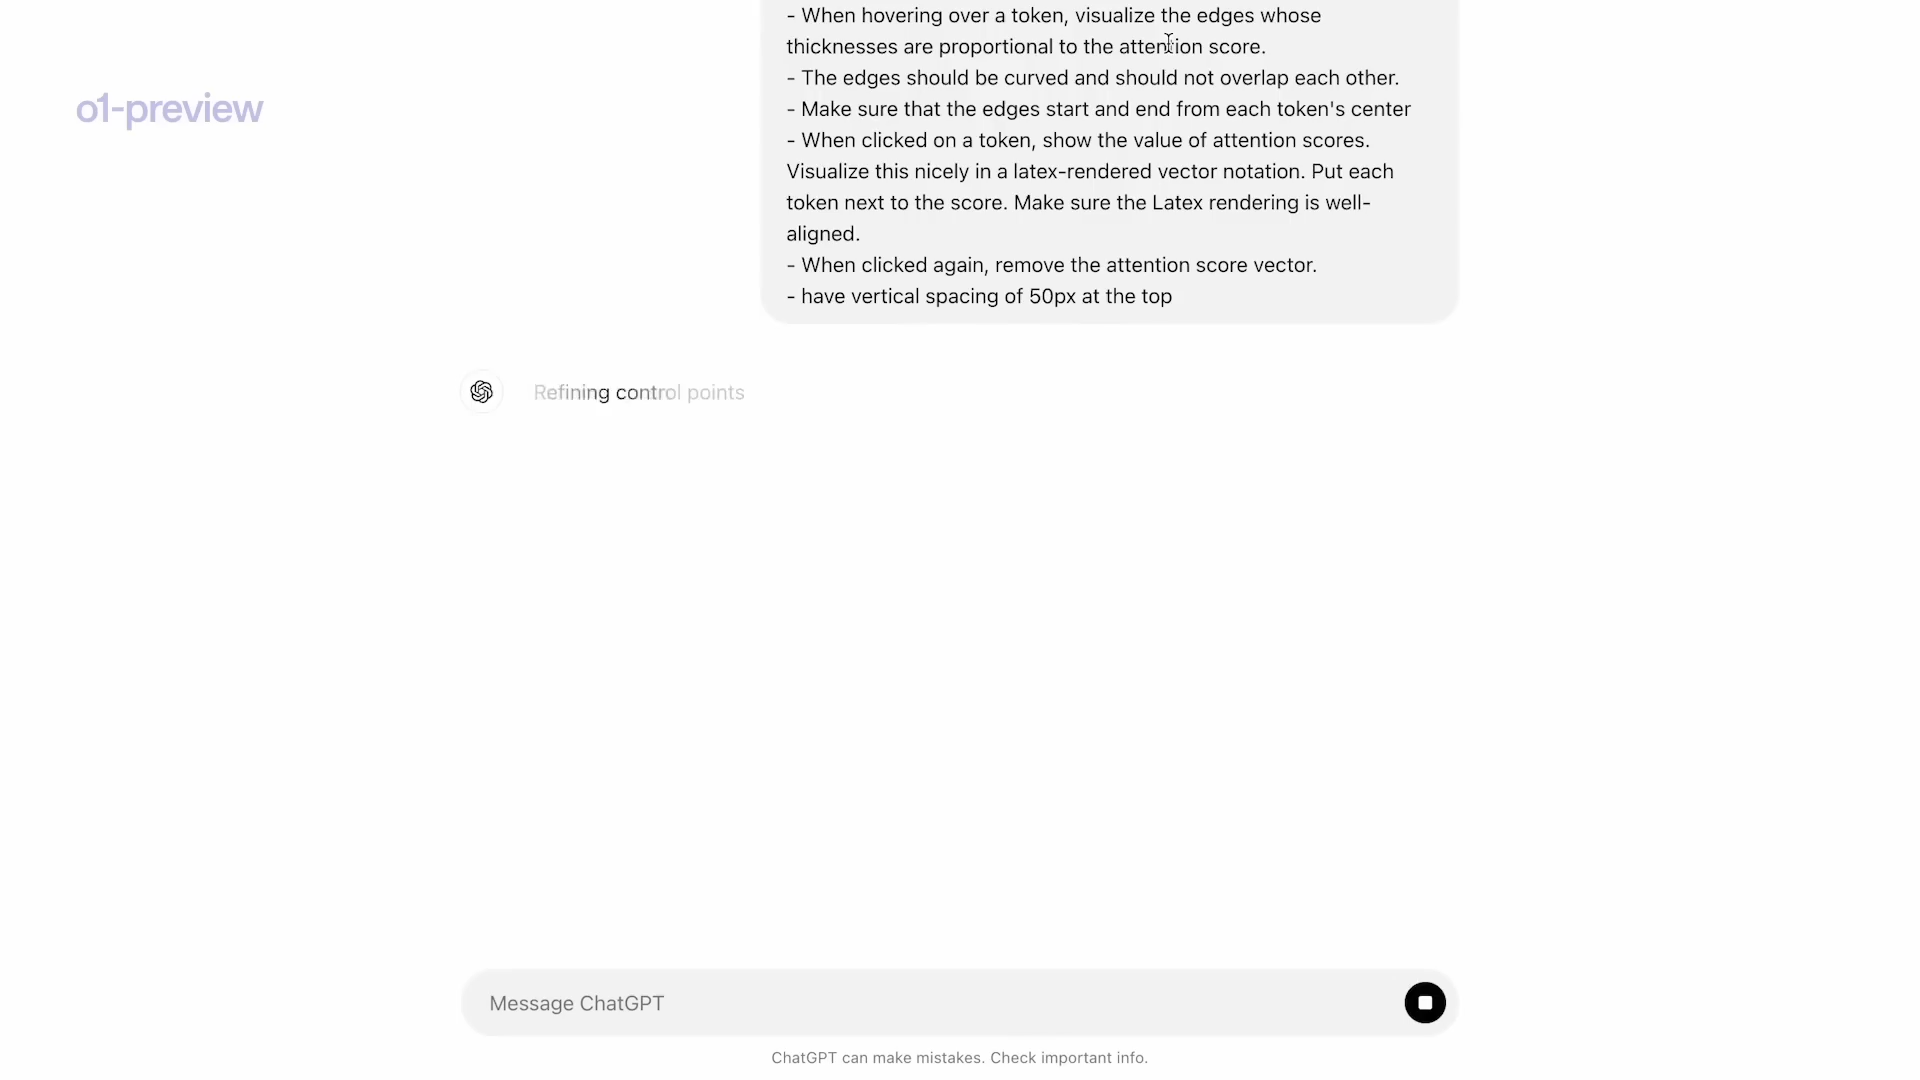 - When hovering over a token, visualize the edges whose
thicknesses are proportional to the attention score.
- The edges should be curved and should not overlap each other.
- Make sure that the edges start and end from each token's center
- When clicked on a token, show the value of attention scores.
Visualize this nicely in a latex-rendered vector notation. Put each
token next to the score. Make sure the Latex rendering is well-
aligned.
- When clicked again, remove the attention score vector.
- have vertical spacing of 50px at the top
o1-preview
Refining control points
Message ChatGPT
ChatGPT can make mistakes. Check important info.